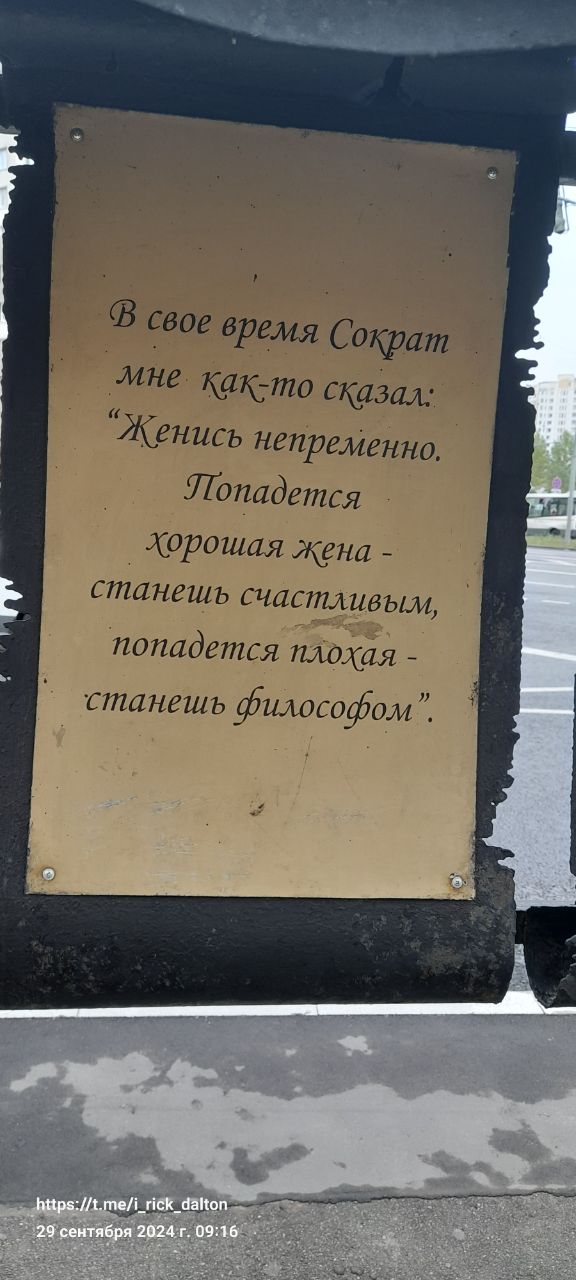 В свое время Сократ
мне как-то сказал:
“Женись непременно.
Попадется
хорошая жена -
станешь счастливым,
попадется плохая -
станешь философом”.
https://t.me/i_rick_dalton
29 сентября 2024 г. 09:16